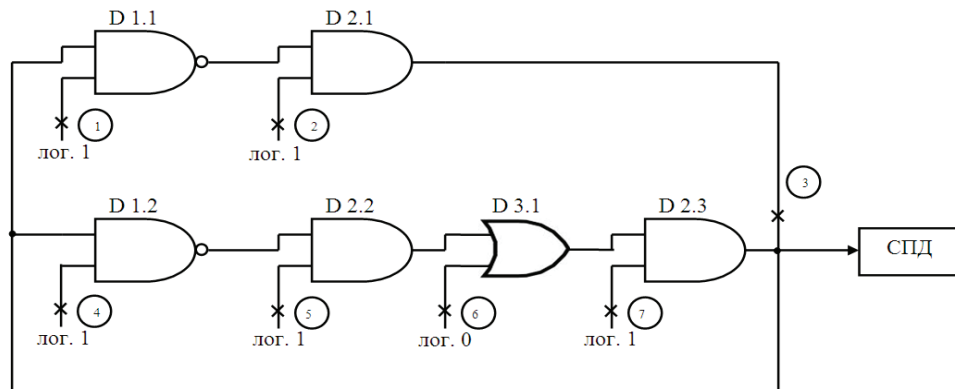 D 1.1 D 2.1
1 2
лог. 1 лог. 1
3
D 1.2 D 2.2 D 3.1 D 2.3
СПД
4 5 6 7
лог. 1 лог. 1 лог. 0 лог. 1